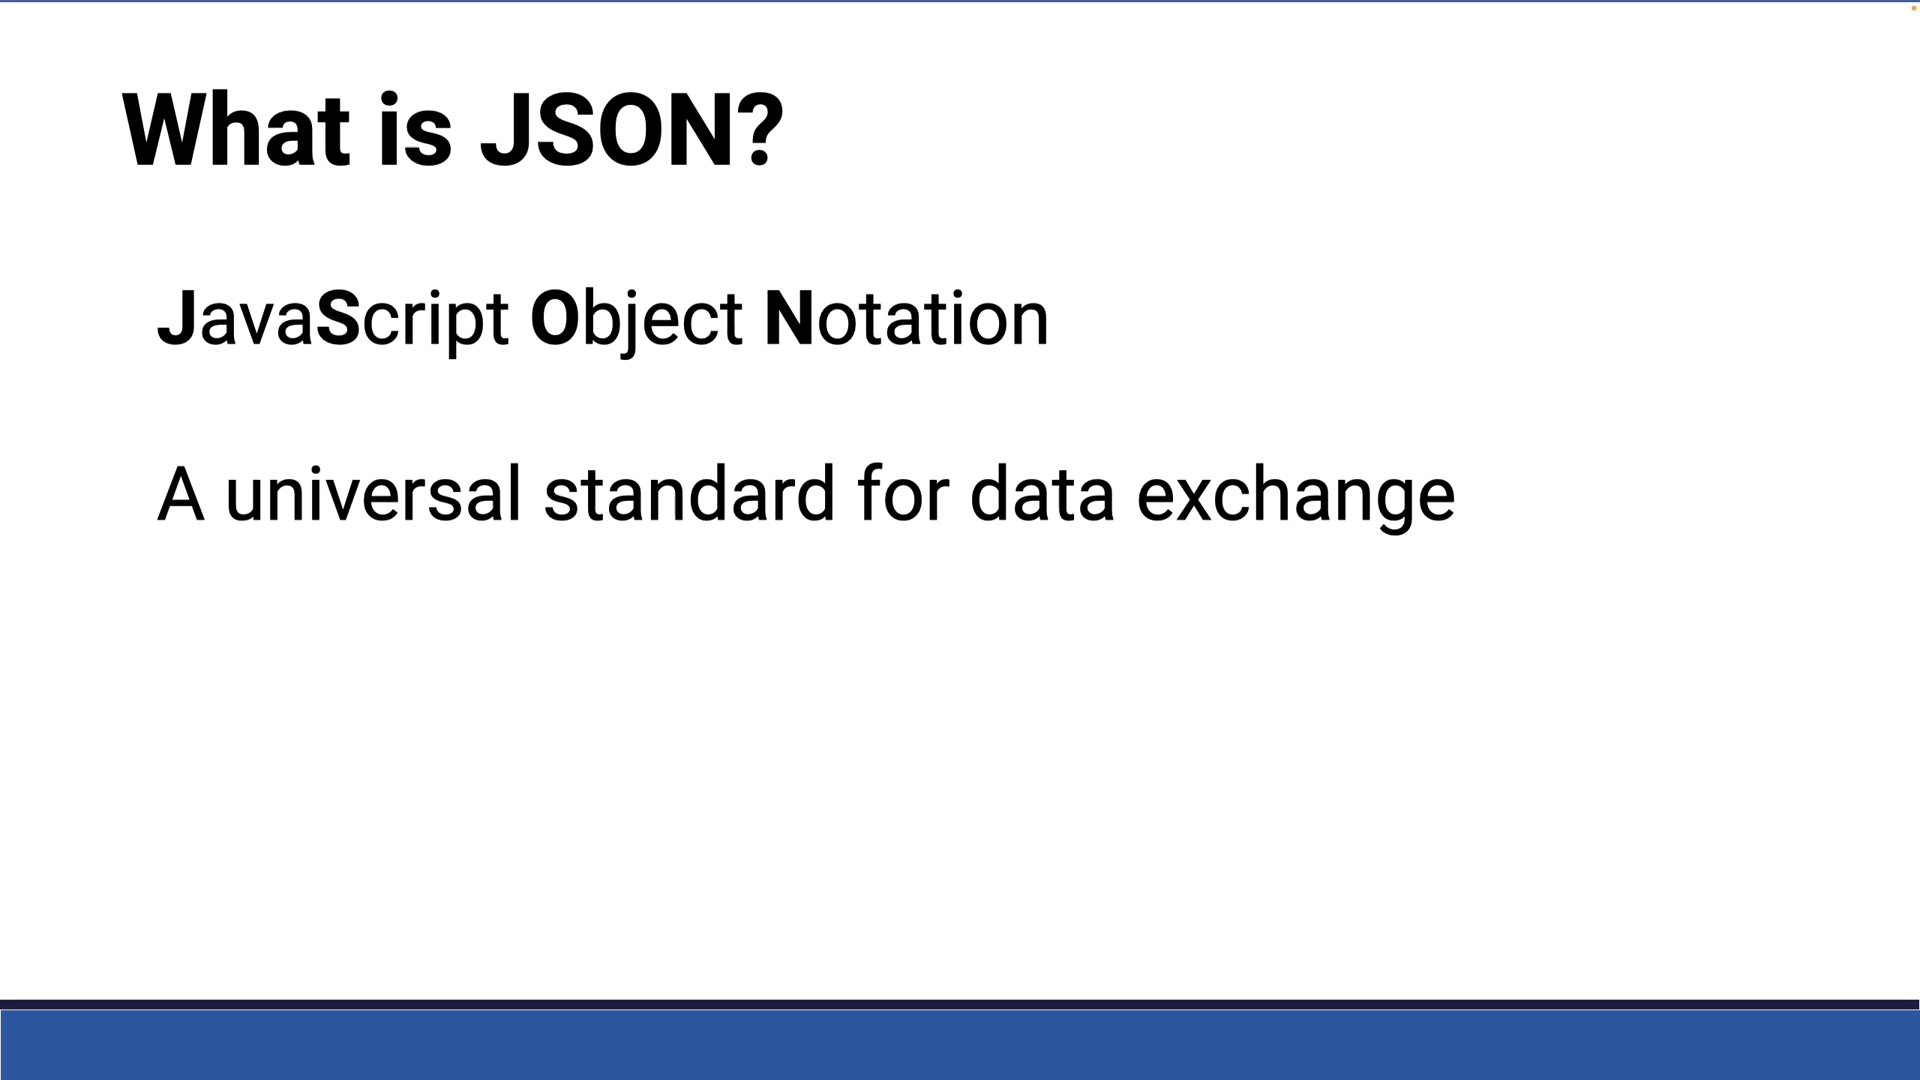 What is JSON?
JavaScript Object Notation
A universal standard for data exchange